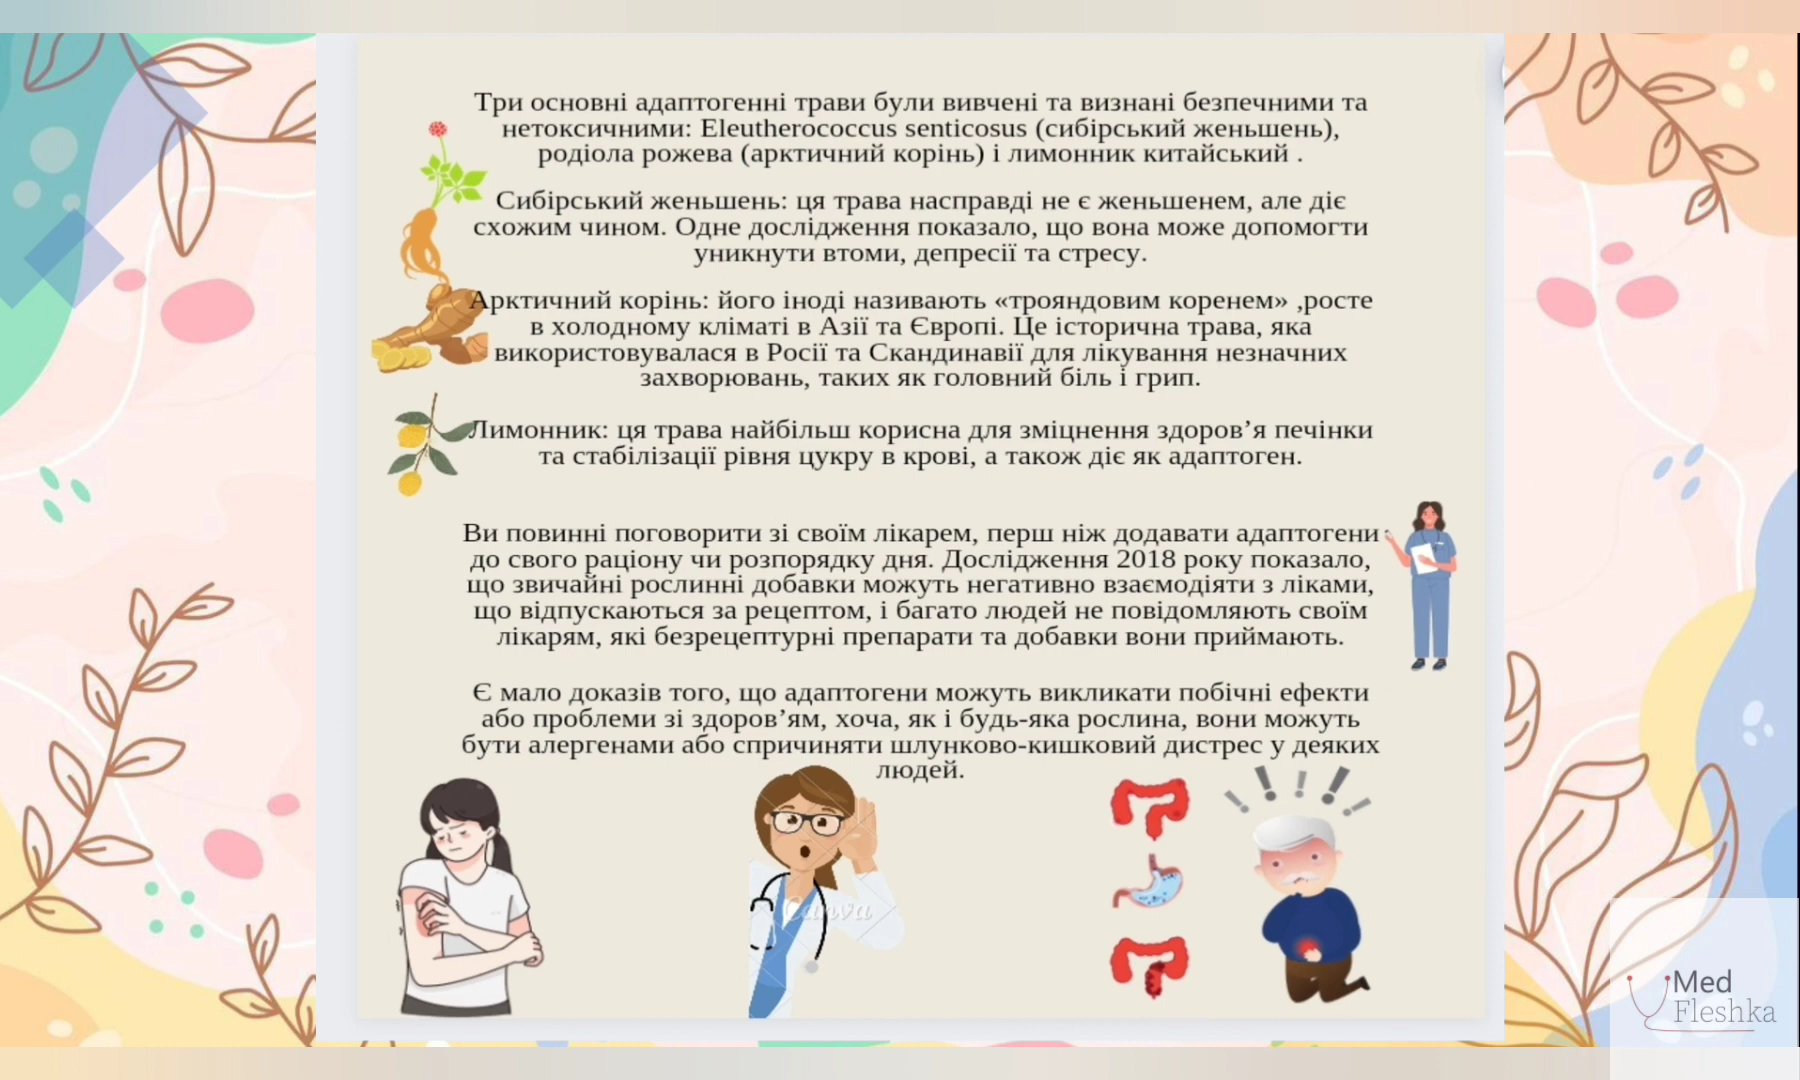 Три основні адаптогенні трави були вивчені та визнані безпечними та
нетоксичними: Eleutherococcus senticosus (сибірський женьшень),
родіола рожева (арктичний корінь) і лимонник китайський .
Сибірський женьшень: ця трава насправді не є женьшенем, але діє
схожим чином. Одне дослідження показало, що вона може допомогти
уникнути втоми, депресії та стресу.
Арктичний корінь: його іноді називають «трояндовим коренем» ,росте
в холодному кліматі в Азії та Європі. Це історична трава, яка
використовувалася в Росії та Скандинавії для лікування незначних
захворювань, таких як головний біль і грип.
Лимонник: ця трава найбільш корисна для зміцнення здоров’я печінки
та стабілізації рівня цукру в крові, а також діє як адаптоген.
Ви повинні поговорити зі своїм лікарем, перш ніж додавати адаптогени
до свого раціону чи розпорядку дня. Дослідження 2018 року показало,
що звичайні рослинні добавки можуть негативно взаємодіяти з ліками,
що відпускаються за рецептом, і багато людей не повідомляють своїм
лікарям, які безрецептурні препарати та добавки вони приймають.
Є мало доказів того, що адаптогени можуть викликати побічні ефекти
або проблеми зі здоров’ям, хоча, як і будь-яка рослина, вони можуть
бути алергенами або спричиняти шлунково-кишковий дистрес у деяких
людей.
Canva
Med
Fleshka